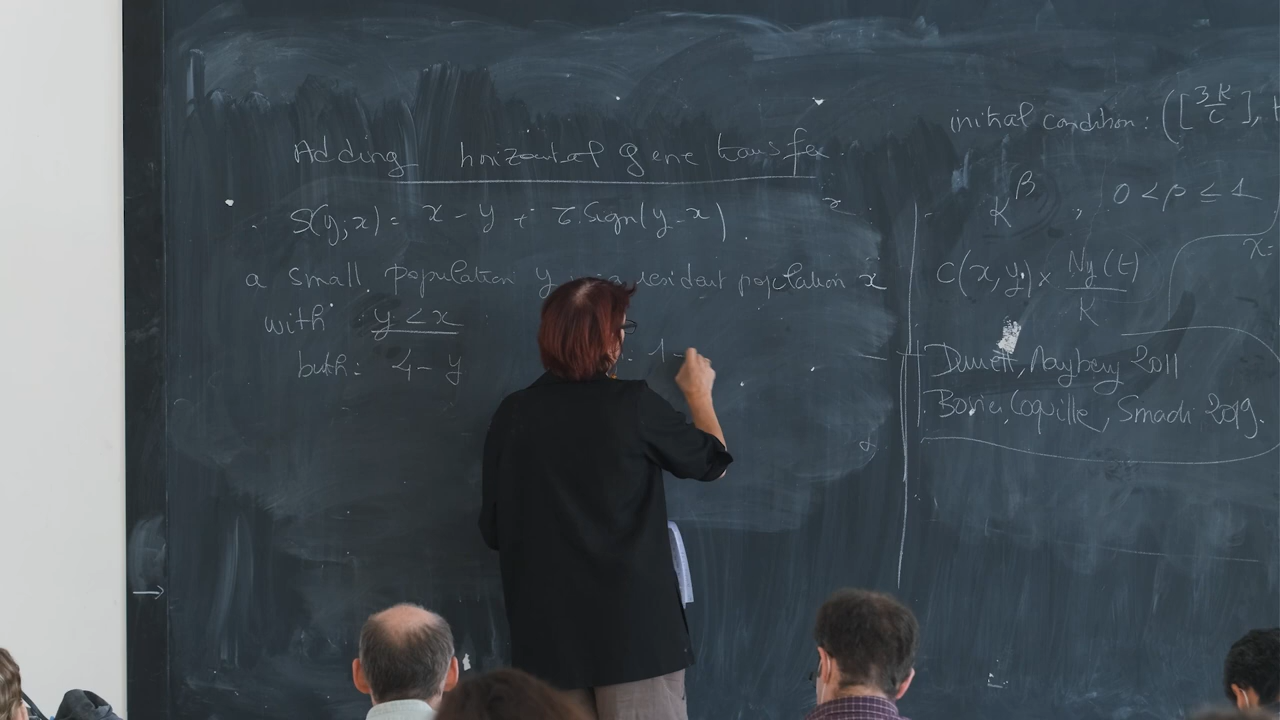 Adding horizontal gene transfer.
S(y;x) = x - y + τ.Sign(y-x)
a small population y resident population x
with y < x
birth: 4 - y
: 1 -
initial condition: ([3K/C],
K^β , 0 < β ≤ 1
C(x,y) × Ny(t)/K
x=
Durrett, Mayberry 2011
Bovier, Coquille, Smadi 2019.